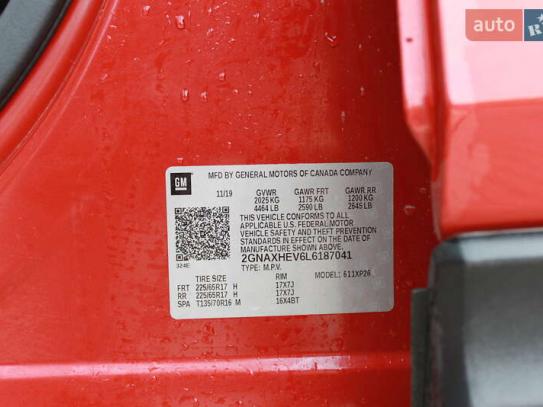 auto
R
MFD BY GENERAL MOTORS OF CANADA COMPANY
GM
11/19 GVWR GAWR FRT GAWR RR
2025 KG 1175 KG 1200 KG
4464 LB 2590 LB 2645 LB
THIS VEHICLE CONFORMS TO ALL
APPLICABLE U.S. FEDERAL MOTOR
VEHICLE SAFETY AND THEFT PREVENTION
STANDARDS IN EFFECT ON THE DATE OF
MANUFACTURE SHOWN ABOVE.
324E 2GNAXHEV6L6187041
TYPE: M.P.V. MODEL: 611XP26
TIRE SIZE RIM
FRT 225/65R17 H 17X7J
RR 225/65R17 H 17X7J
SPA T135/70R16 M 16X4BT